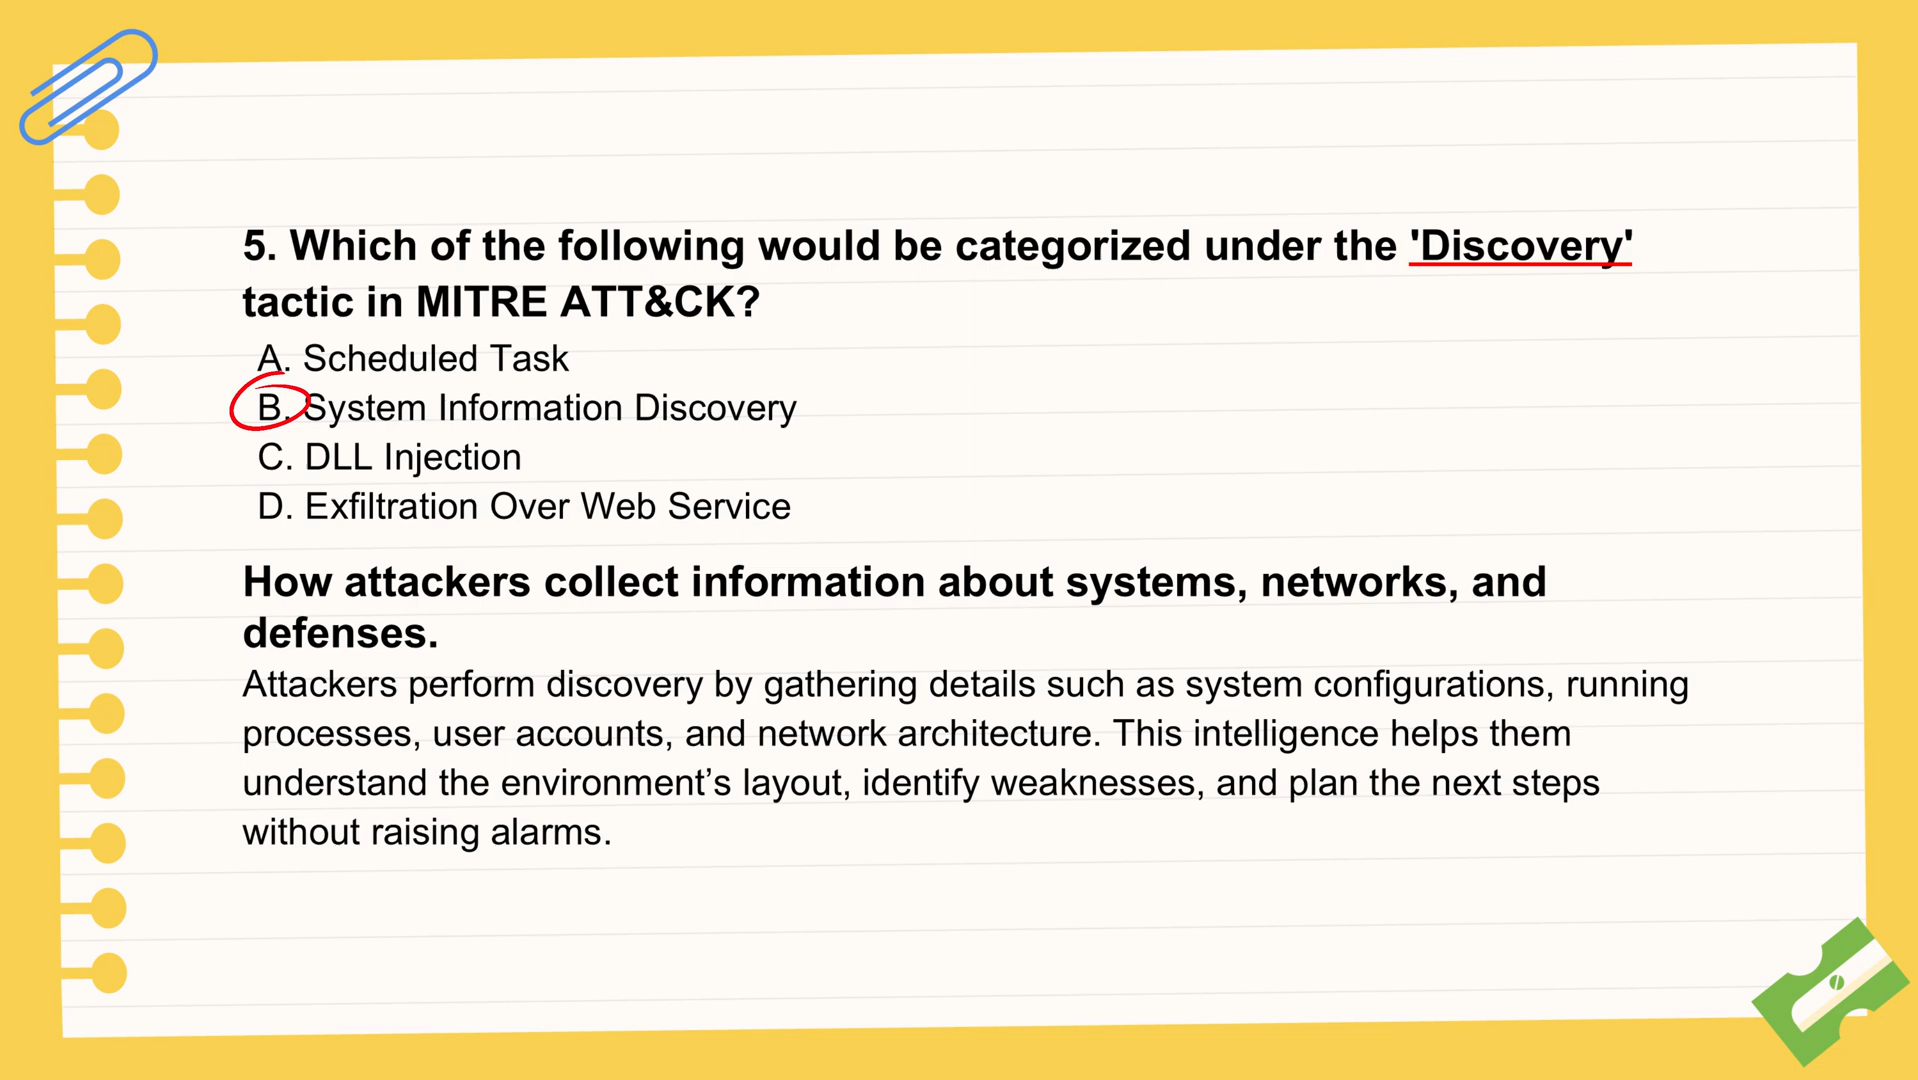 5. Which of the following would be categorized under the 'Discovery'
tactic in MITRE ATT&CK?
A. Scheduled Task
B. System Information Discovery
C. DLL Injection
D. Exfiltration Over Web Service
How attackers collect information about systems, networks, and
defenses.
Attackers perform discovery by gathering details such as system configurations, running
processes, user accounts, and network architecture. This intelligence helps them
understand the environment’s layout, identify weaknesses, and plan the next steps
without raising alarms.